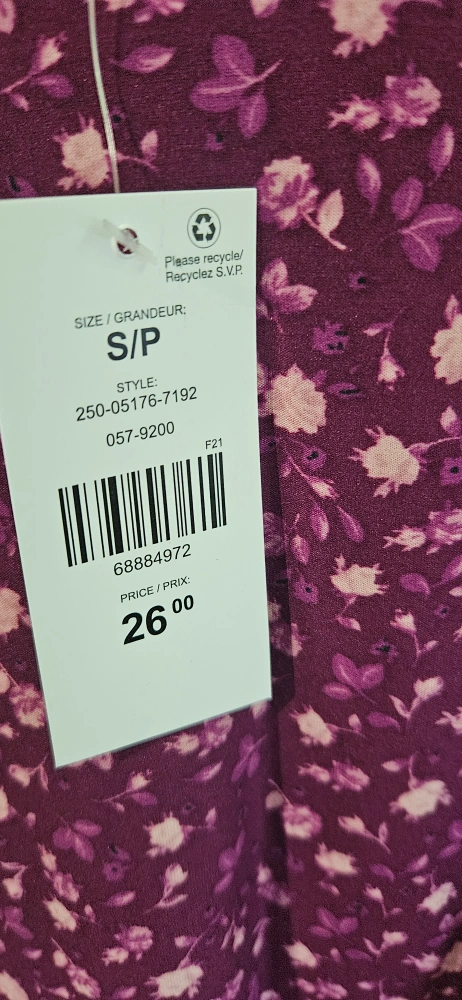 Please recycle/
Recyclez S.V.P.
SIZE / GRANDEUR:
S/P
STYLE:
250-05176-7192
057-9200
F21
68884972
PRICE / PRIX:
26 00